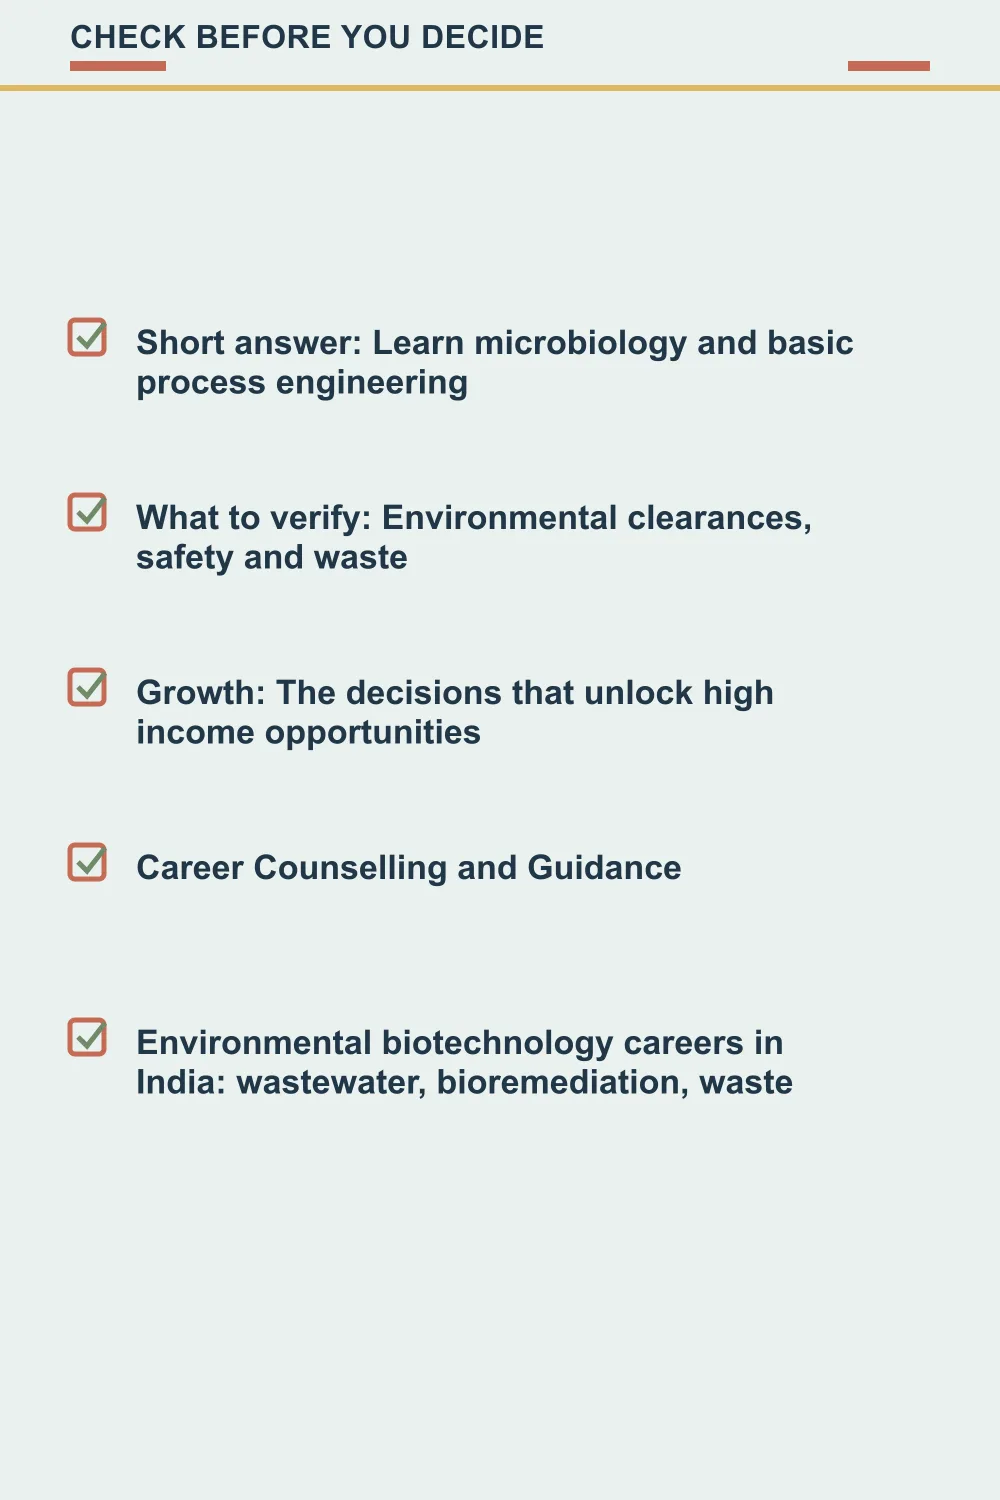 CHECK BEFORE YOU DECIDE
Short answer: Learn microbiology and basic
process engineering
What to verify: Environmental clearances,
safety and waste
Growth: The decisions that unlock high
income opportunities
Career Counselling and Guidance
Environmental biotechnology careers in
India: wastewater, bioremediation, waste